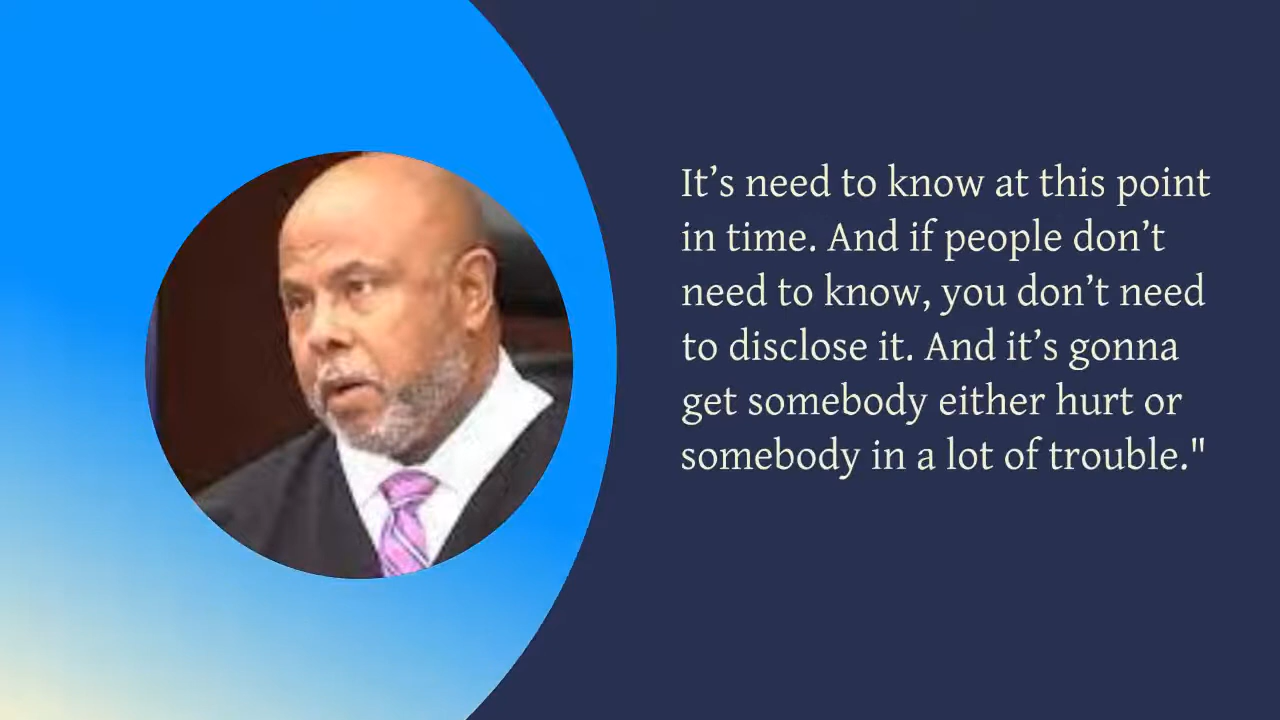 It’s need to know at this point
in time. And if people don’t
need to know, you don’t need
to disclose it. And it’s gonna
get somebody either hurt or
somebody in a lot of trouble."